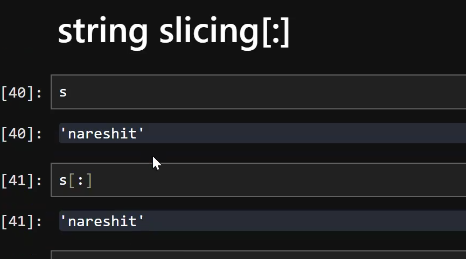 string slicing[:]
[40]: s
[40]: 'nareshit'
[41]: s[:]
[41]: 'nareshit'